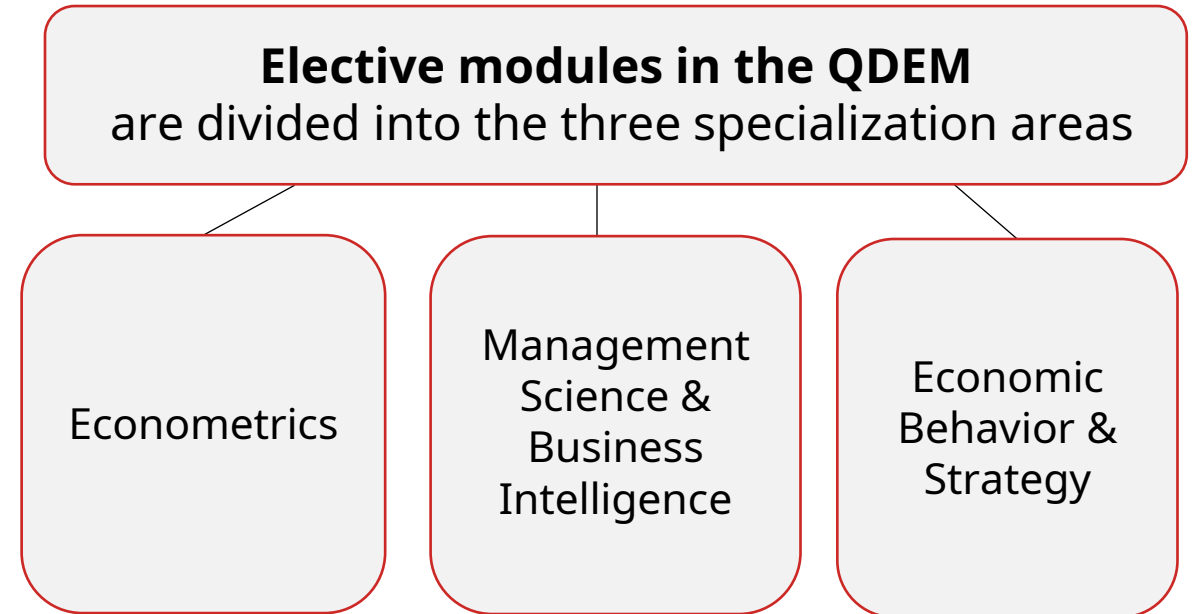 Elective modules in the QDEM
are divided into the three specialization areas
Econometrics
Management
Science &
Business
Intelligence
Economic
Behavior &
Strategy